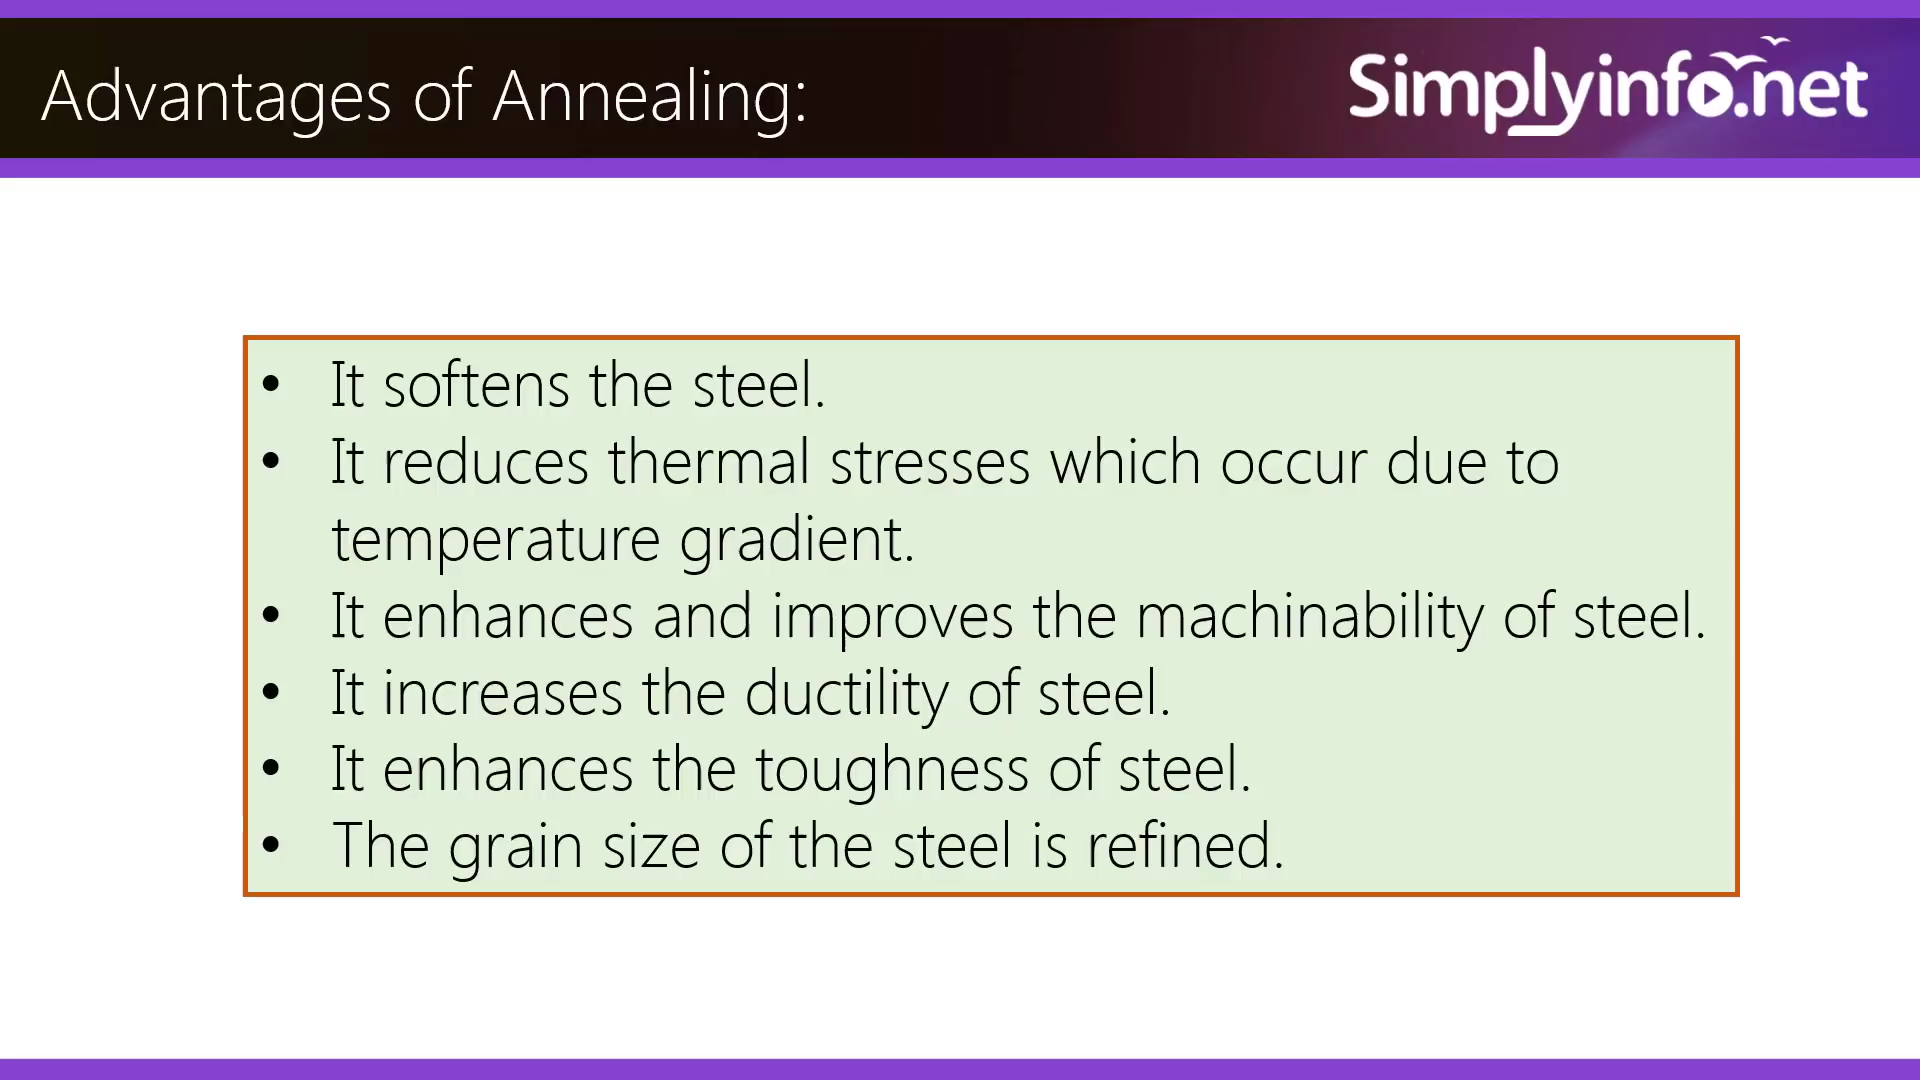 Advantages of Annealing:
Simplyinfo.net
• It softens the steel.
• It reduces thermal stresses which occur due to
temperature gradient.
• It enhances and improves the machinability of steel.
• It increases the ductility of steel.
• It enhances the toughness of steel.
• The grain size of the steel is refined.